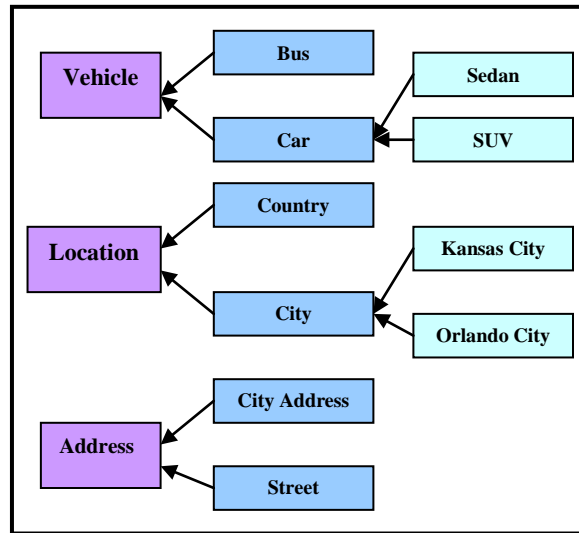 Vehicle
Bus
Car
Sedan
SUV
Location
Country
City
Kansas City
Orlando City
Address
City Address
Street